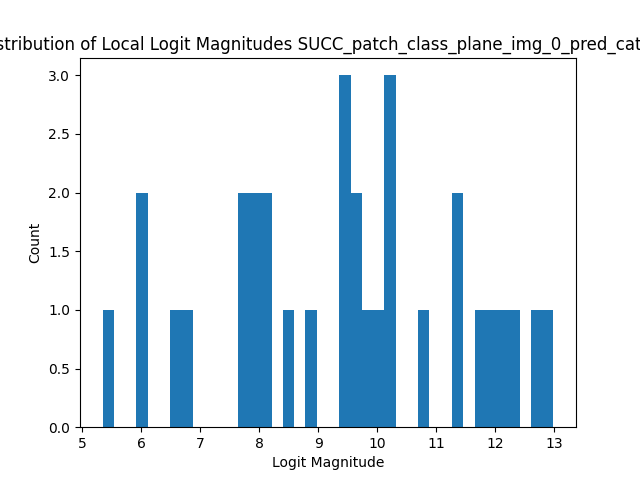 stribution of Local Logit Magnitudes SUCC_patch_class_plane_img_0_pred_cat
3.0
2.5
2.0
1.5
1.0
0.5
0.0
Count
5 6 7 8 9 10 11 12 13
Logit Magnitude